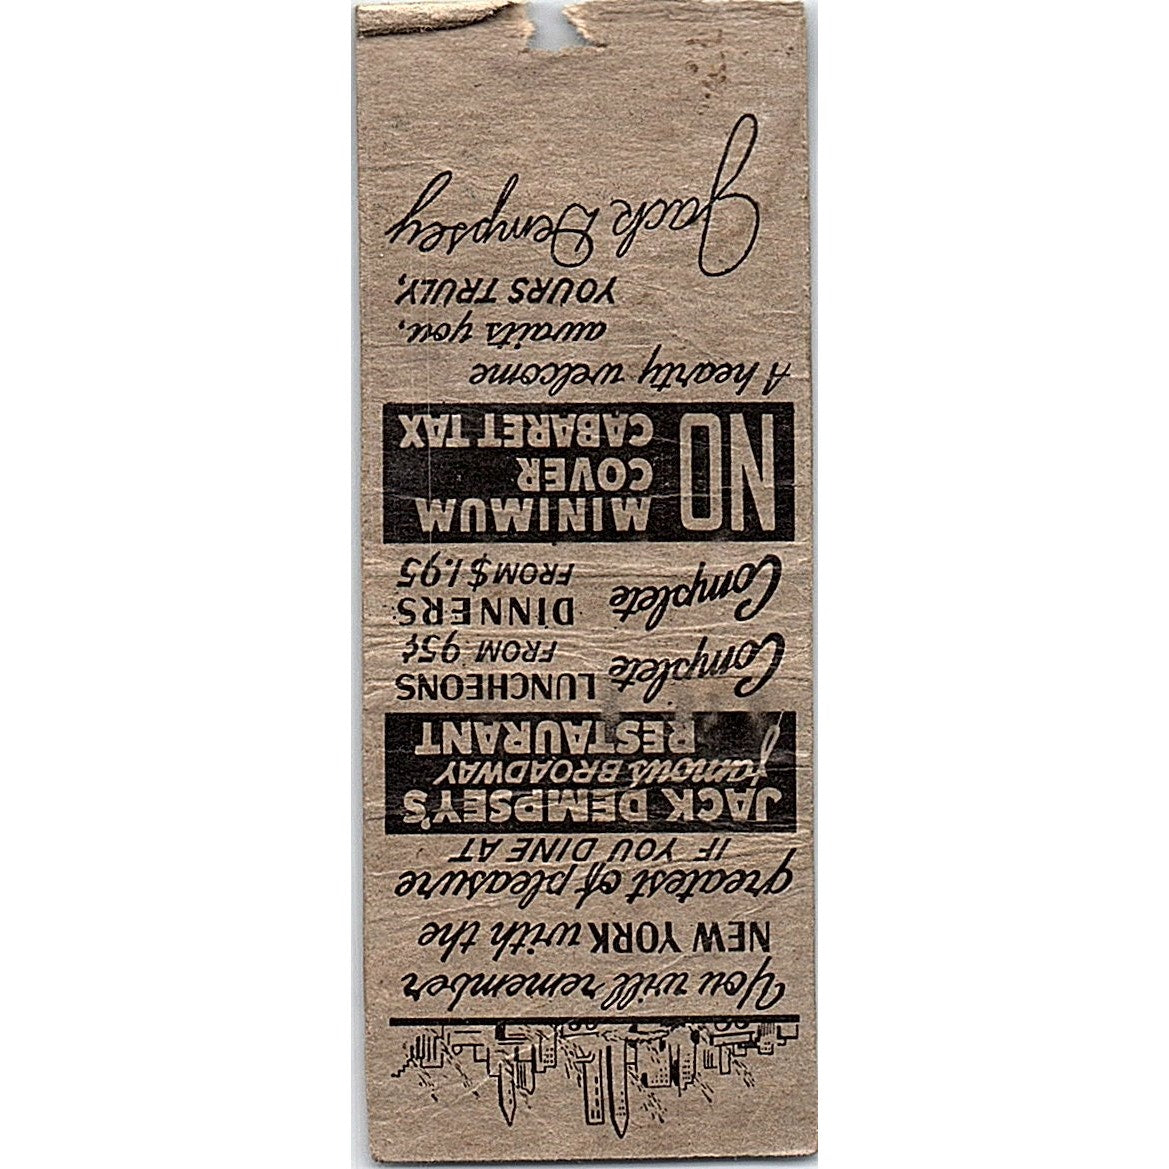 You will remember
NEW YORK with the
greatest of pleasure
IF YOU DINE AT
JACK DEMPSEY'S
famous BROADWAY
RESTAURANT
Complete LUNCHEONS
FROM 95¢
Complete DINNERS
FROM $1.95
NO MINIMUM
COVER
CABARET TAX
A hearty welcome
awaits you,
YOURS TRULY,
Jack Dempsey